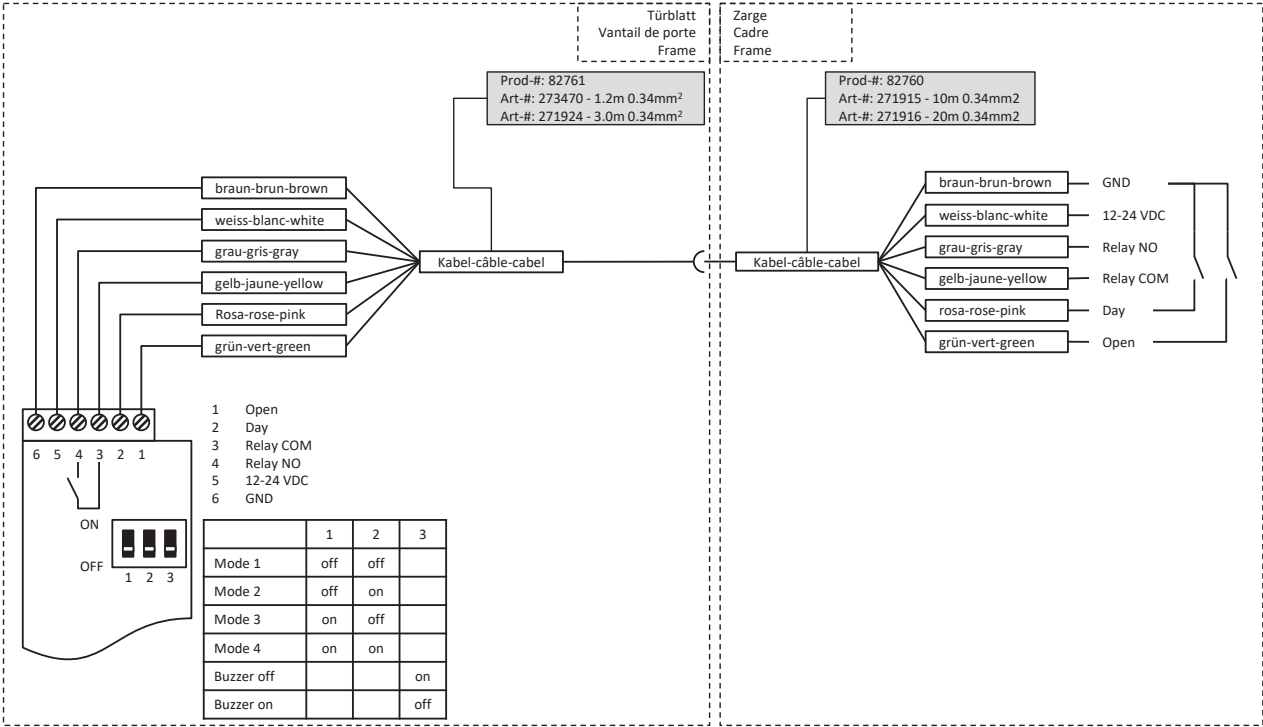 Türblatt
Vantail de porte
Frame
Zarge
Cadre
Frame
Prod-#: 82761
Art-#: 273470 - 1.2m 0.34mm²
Art-#: 271924 - 3.0m 0.34mm²
Prod-#: 82760
Art-#: 271915 - 10m 0.34mm2
Art-#: 271916 - 20m 0.34mm2
braun-brun-brown
weiss-blanc-white
grau-gris-gray
gelb-jaune-yellow
Rosa-rose-pink
grün-vert-green
Kabel-câble-cabel
Kabel-câble-cabel
braun-brun-brown GND
weiss-blanc-white 12-24 VDC
grau-gris-gray Relay NO
gelb-jaune-yellow Relay COM
rosa-rose-pink Day
grün-vert-green Open
6 5 4 3 2 1
ON
OFF
1 2 3
1 Open
2 Day
3 Relay COM
4 Relay NO
5 12-24 VDC
6 GND
1 2 3
Mode 1 off off
Mode 2 off on
Mode 3 on off
Mode 4 on on
Buzzer off on
Buzzer on off